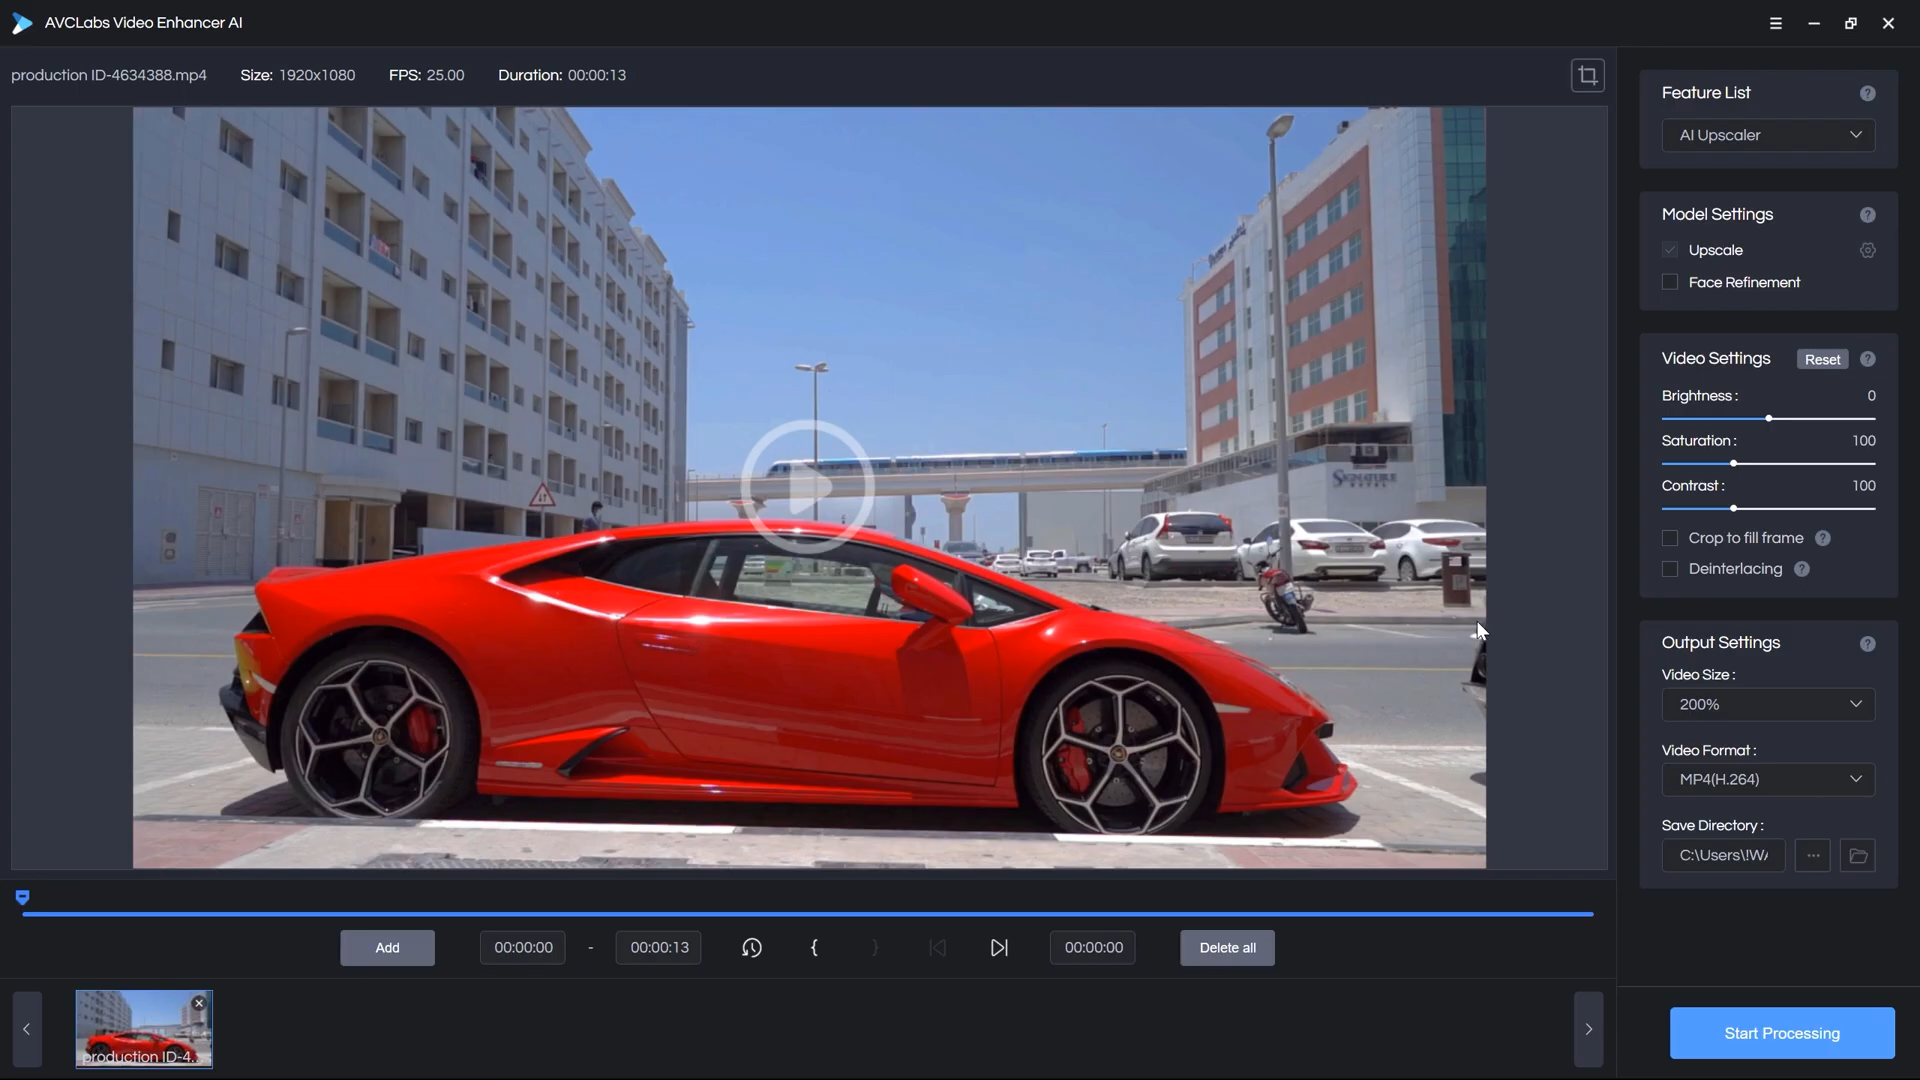 AVCLabs Video Enhancer AI
production ID-4634388.mp4 Size: 1920x1080 FPS: 25.00 Duration: 00:00:13
SIGNATURE
HOTEL
Add 00:00:00 - 00:00:13 { } 00:00:00 Delete all
production ID-4...
Feature List ?
AI Upscaler
Model Settings ?
Upscale
Face Refinement
Video Settings Reset ?
Brightness : 0
Saturation : 100
Contrast : 100
Crop to fill frame ?
Deinterlacing ?
Output Settings ?
Video Size :
200%
Video Format :
MP4(H.264)
Save Directory :
C:\Users\!W/ ...
Start Processing